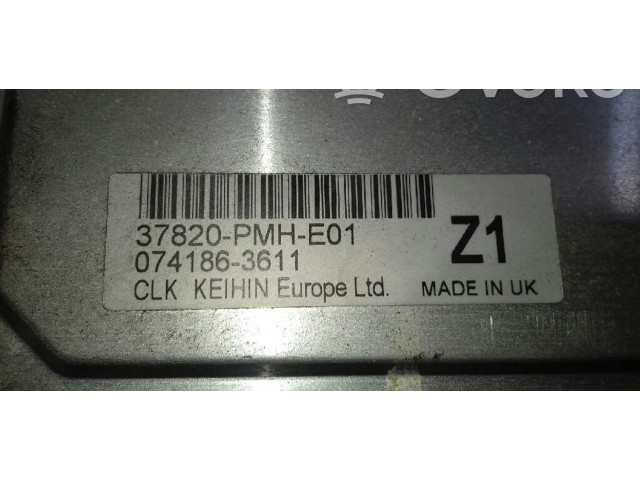 37820-PMH-E01
074186-3611
CLK KEIHIN Europe Ltd.
Z1
MADE IN UK